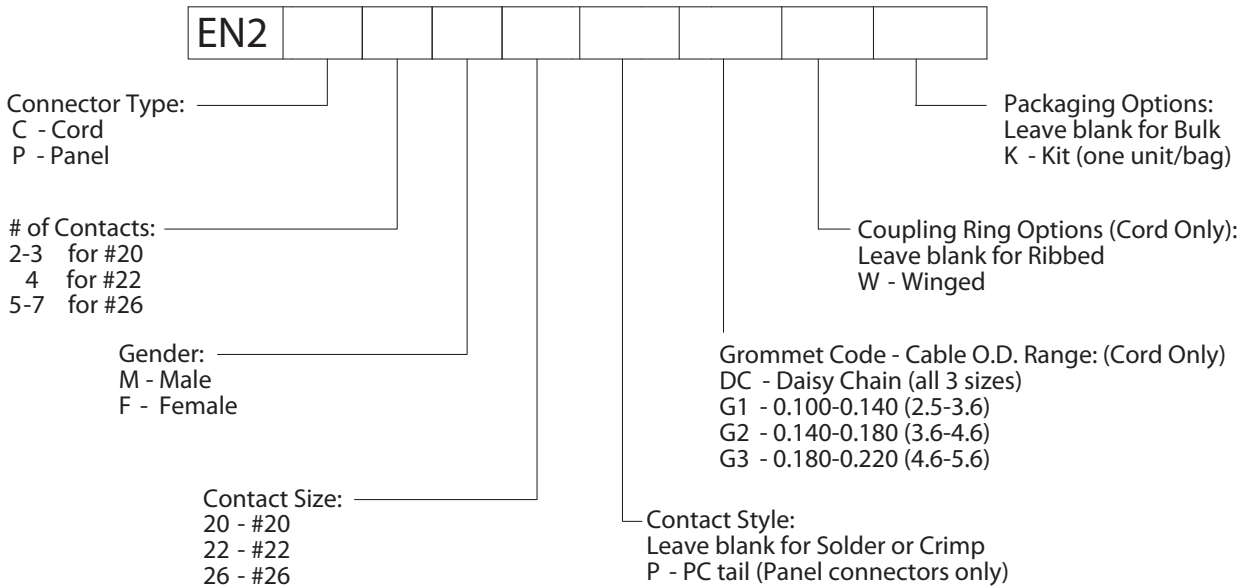 EN2
Connector Type:
C - Cord
P - Panel
# of Contacts:
2-3 for #20
4 for #22
5-7 for #26
Gender:
M - Male
F - Female
Contact Size:
20 - #20
22 - #22
26 - #26
Contact Style:
Leave blank for Solder or Crimp
P - PC tail (Panel connectors only)
Grommet Code - Cable O.D. Range: (Cord Only)
DC - Daisy Chain (all 3 sizes)
G1 - 0.100-0.140 (2.5-3.6)
G2 - 0.140-0.180 (3.6-4.6)
G3 - 0.180-0.220 (4.6-5.6)
Coupling Ring Options (Cord Only):
Leave blank for Ribbed
W - Winged
Packaging Options:
Leave blank for Bulk
K - Kit (one unit/bag)